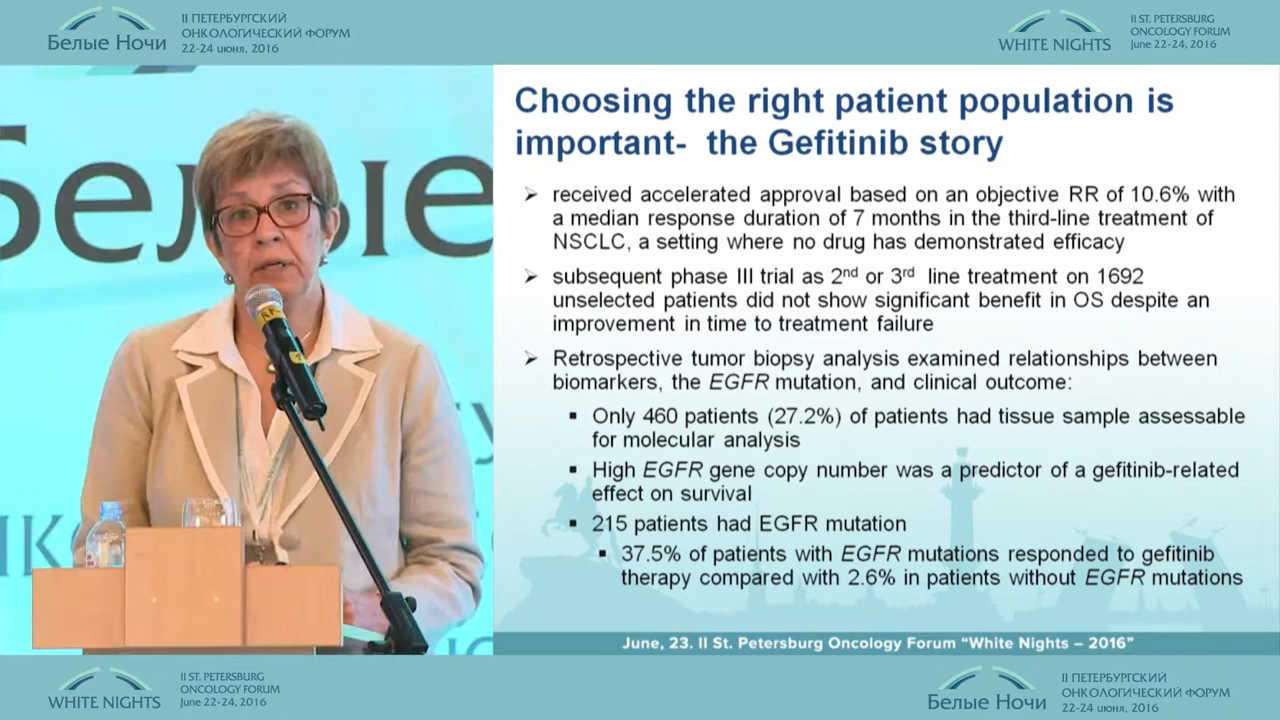 II ПЕТЕРБУРГСКИЙ
ОНКОЛОГИЧЕСКИЙ ФОРУМ
Белые Ночи
22-24 июня, 2016
II ST. PETERSBURG
ONCOLOGY FORUM
WHITE NIGHTS
June 22-24, 2016
Белые
Choosing the right patient population is
important- the Gefitinib story
➢ received accelerated approval based on an objective RR of 10.6% with
a median response duration of 7 months in the third-line treatment of
NSCLC, a setting where no drug has demonstrated efficacy
➢ subsequent phase III trial as 2nd or 3rd line treatment on 1692
unselected patients did not show significant benefit in OS despite an
improvement in time to treatment failure
➢ Retrospective tumor biopsy analysis examined relationships between
biomarkers, the EGFR mutation, and clinical outcome:
▪ Only 460 patients (27.2%) of patients had tissue sample assessable
for molecular analysis
▪ High EGFR gene copy number was a predictor of a gefitinib-related
effect on survival
▪ 215 patients had EGFR mutation
▪ 37.5% of patients with EGFR mutations responded to gefitinib
therapy compared with 2.6% in patients without EGFR mutations
June, 23. II St. Petersburg Oncology Forum “White Nights – 2016”
WHITE NIGHTS
II ST. PETERSBURG
ONCOLOGY FORUM
June 22-24, 2016
Белые Ночи
II ПЕТЕРБУРГСКИЙ
ОНКОЛОГИЧЕСКИЙ ФОРУМ
22-24 июня, 2016